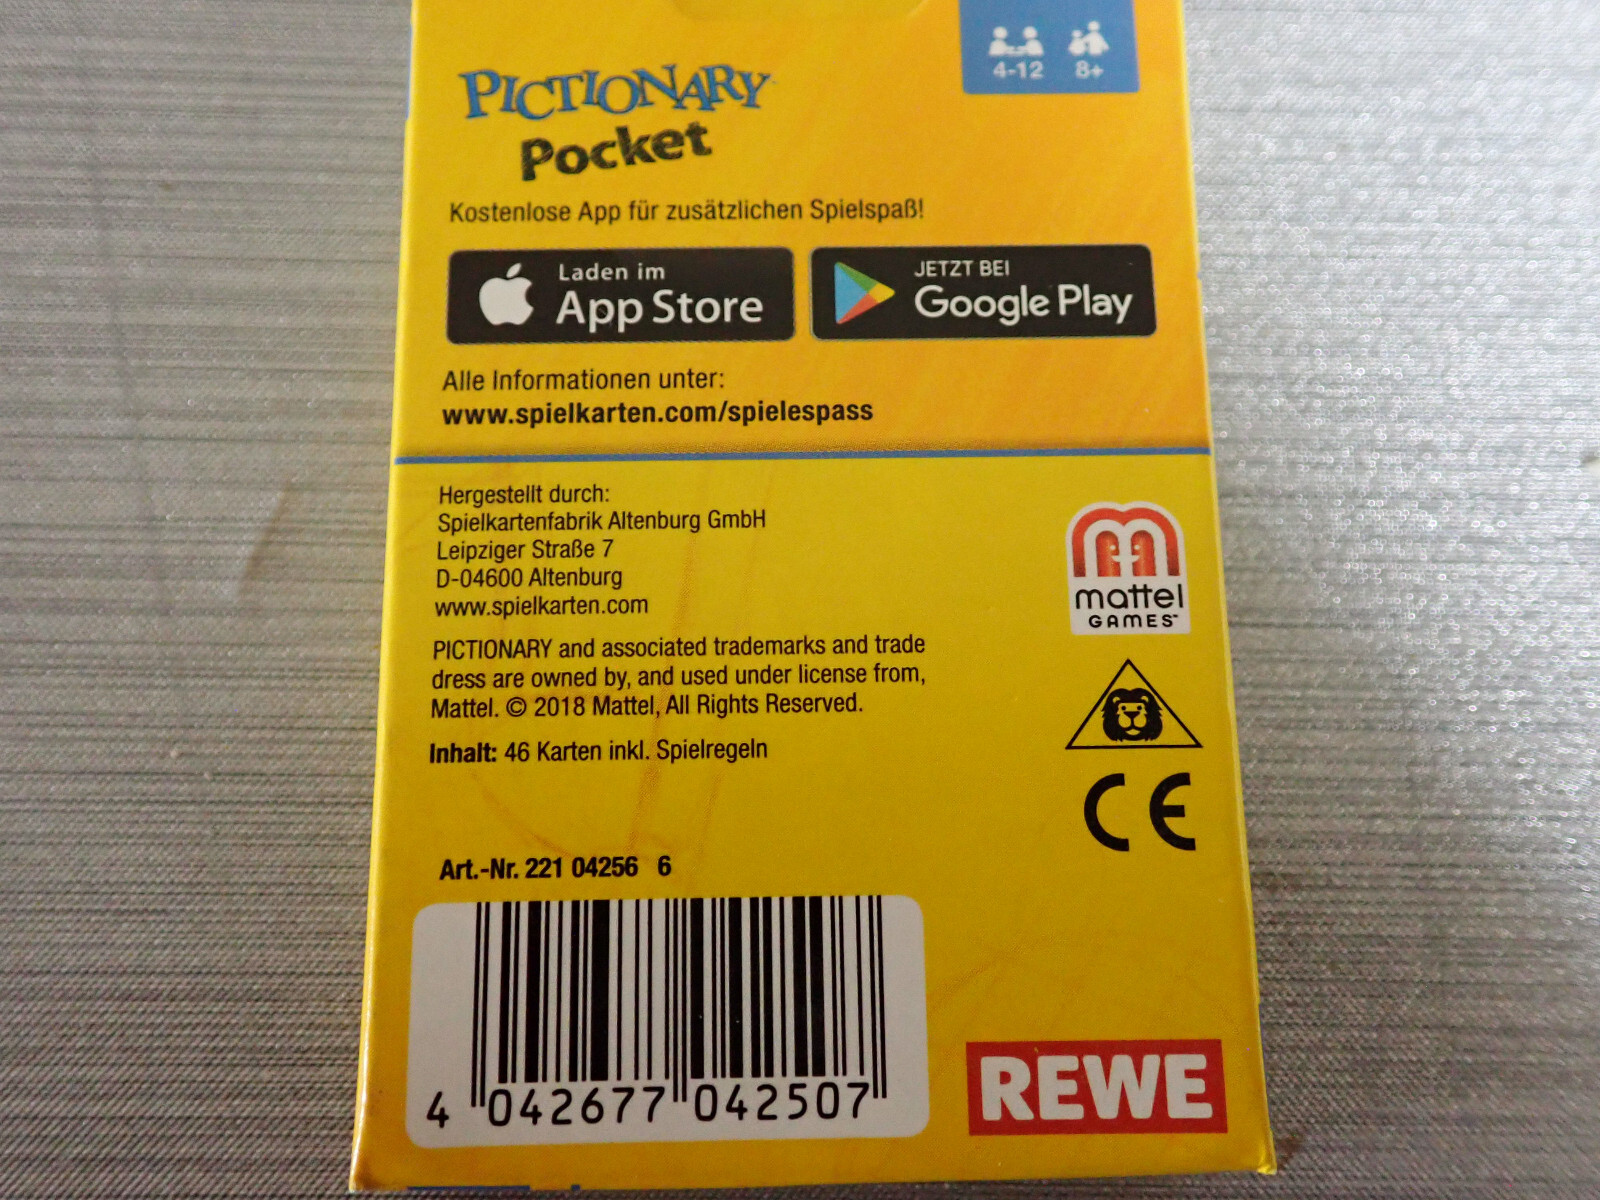 4-12 8+
PICTIONARY
Pocket
Kostenlose App für zusätzlichen Spielspaß!
Laden im
App Store
JETZT BEI
Google Play
Alle Informationen unter:
www.spielkarten.com/spielespass
Hergestellt durch:
Spielkartenfabrik Altenburg GmbH
Leipziger Straße 7
D-04600 Altenburg
www.spielkarten.com
PICTIONARY and associated trademarks and trade
dress are owned by, and used under license from,
Mattel. © 2018 Mattel, All Rights Reserved.
Inhalt: 46 Karten inkl. Spielregeln
mattel
GAMES™
CE
Art.-Nr. 221 04256 6
4 042677 042507
REWE